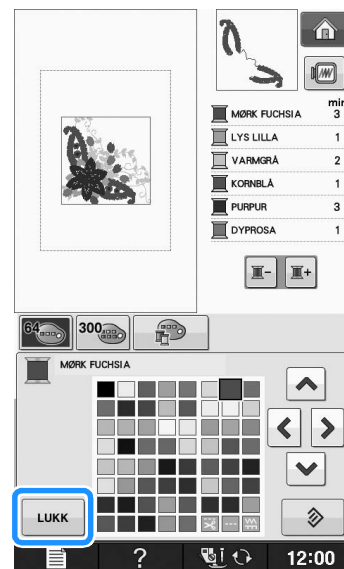 min
MØRK FUCHSIA 3
LYS LILLA 1
VARMGRÅ 2
KORNBLÅ 1
PURPUR 3
DYPROSA 1
64
300
MØRK FUCHSIA
LUKK
? 12:00